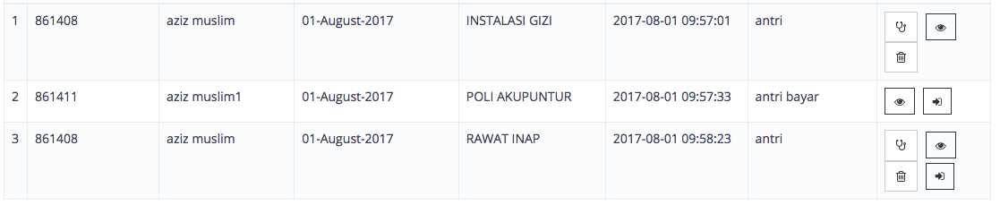 1 861408 aziz muslim 01-August-2017 INSTALASI GIZI 2017-08-01 09:57:01 antri
2 861411 aziz muslim1 01-August-2017 POLI AKUPUNTUR 2017-08-01 09:57:33 antri bayar
3 861408 aziz muslim 01-August-2017 RAWAT INAP 2017-08-01 09:58:23 antri